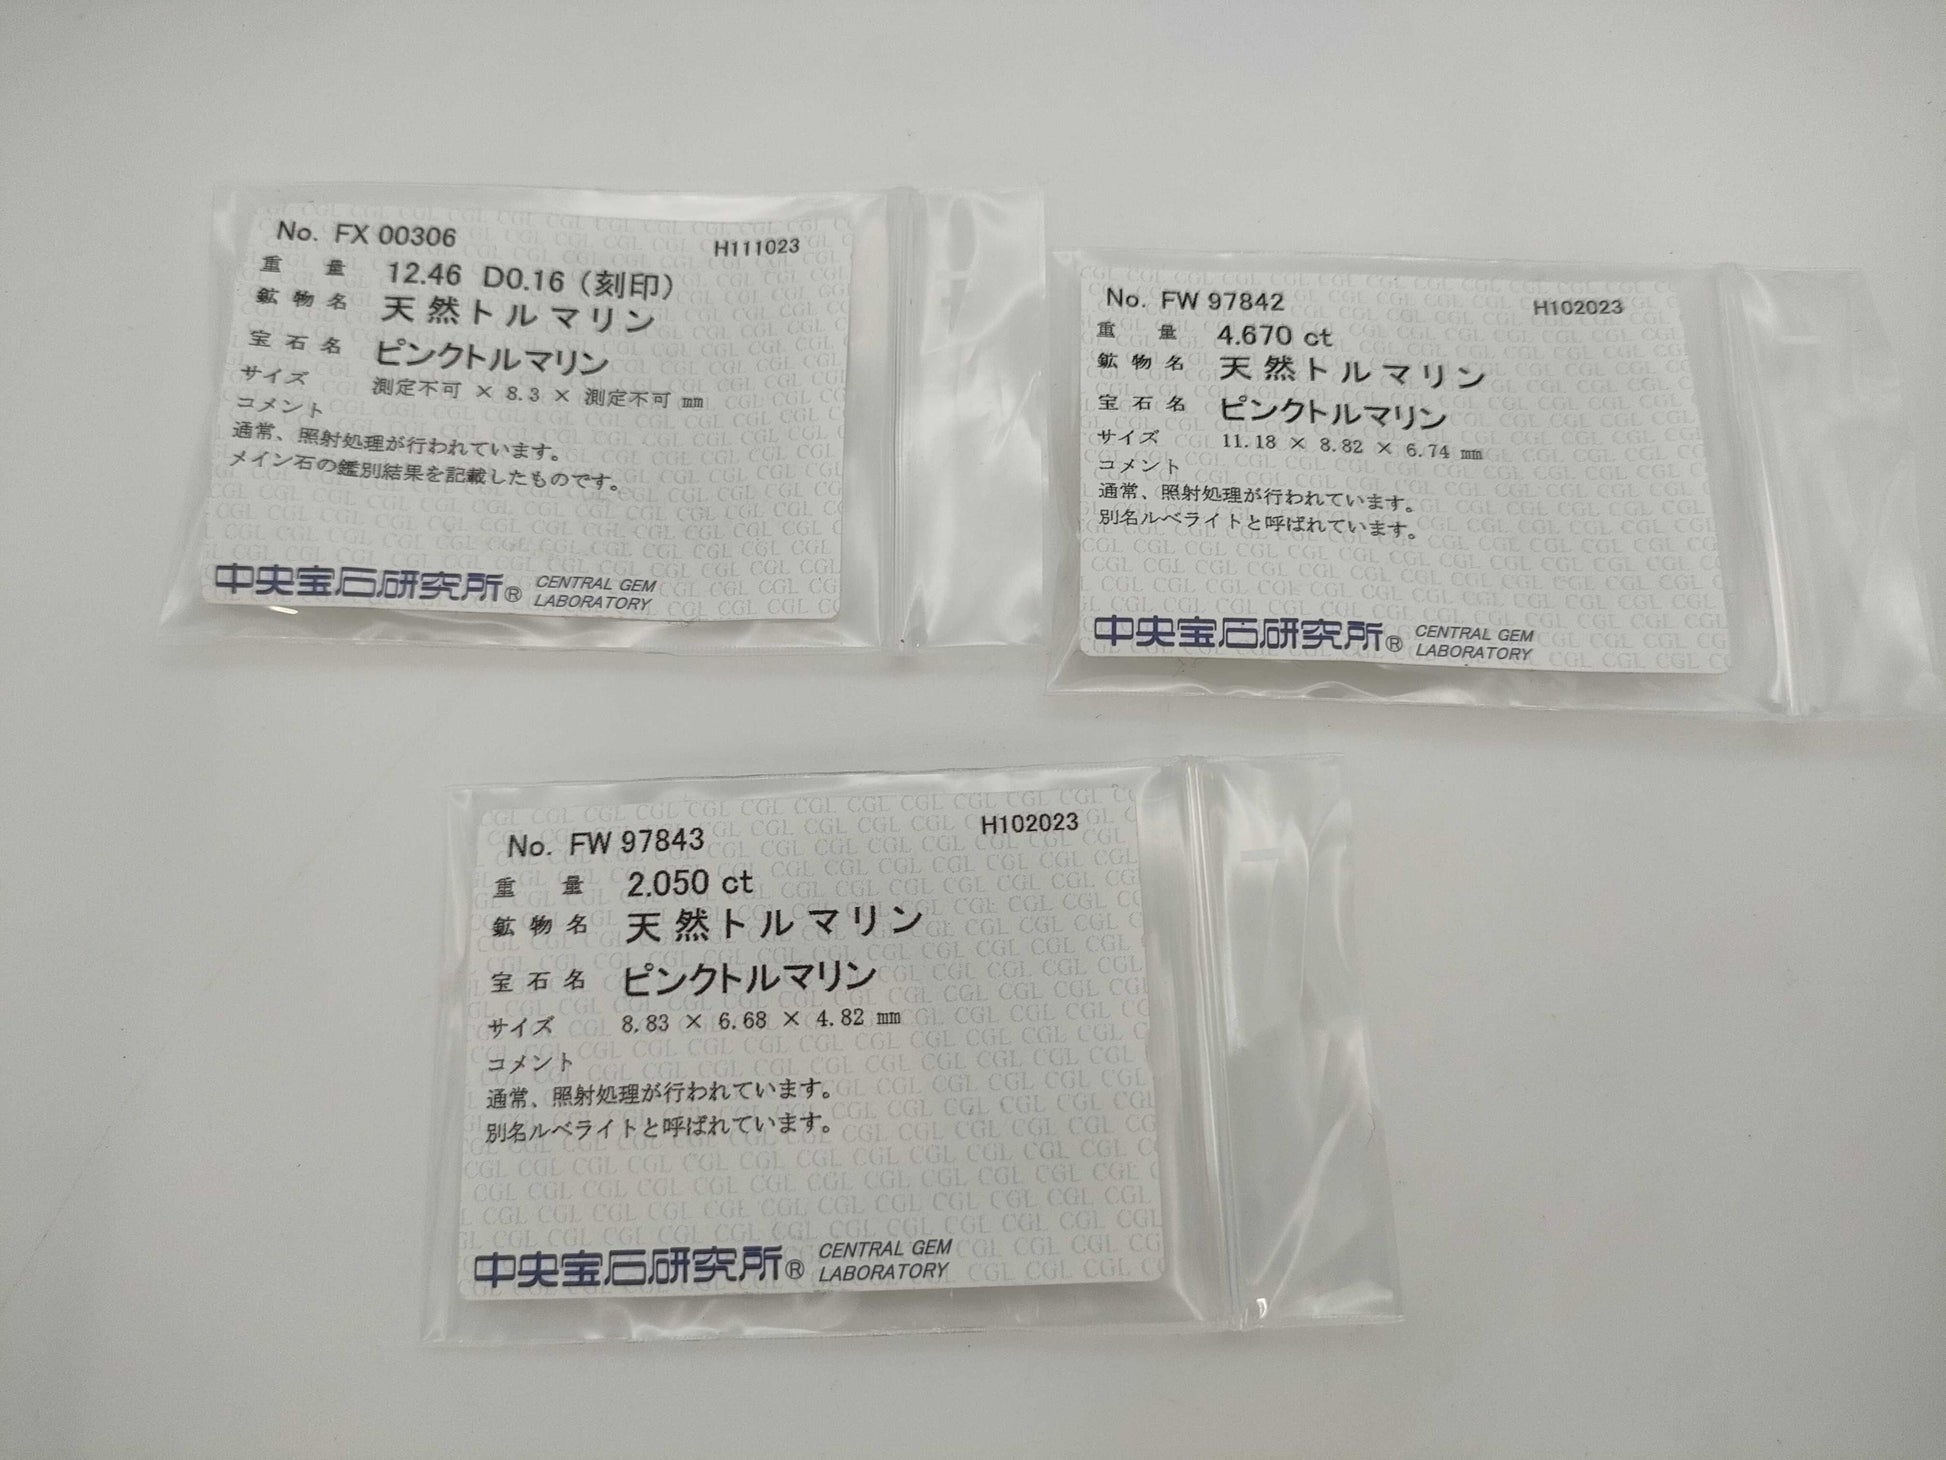 No. FX 00306 H111023
重 量 12.46 D0.16 (刻印)
鉱 物 名 天 然 ト ル マ リ ン
宝 石 名 ピンクトルマリン
サイズ 測定不可 × 8.3 × 測定不可 mm
コメント
通常、照射処理が行われています。
メイン石の鑑別結果を記載したものです。
中央宝石研究所® CENTRAL GEM
LABORATORY
No. FW 97842 H102023
重 量 4.670 ct
鉱 物 名 天 然 ト ル マ リ ン
宝 石 名 ピンクトルマリン
サイズ 11.18 × 8.82 × 6.74 mm
コメント
通常、照射処理が行われています。
別名ルベライトと呼ばれています。
中央宝石研究所® CENTRAL GEM
LABORATORY
No. FW 97843 H102023
重 量 2.050 ct
鉱 物 名 天 然 ト ル マ リ ン
宝 石 名 ピンクトルマリン
サイズ 8.83 × 6.68 × 4.82 mm
コメント
通常、照射処理が行われています。
別名ルベライトと呼ばれています。
中央宝石研究所® CENTRAL GEM
LABORATORY